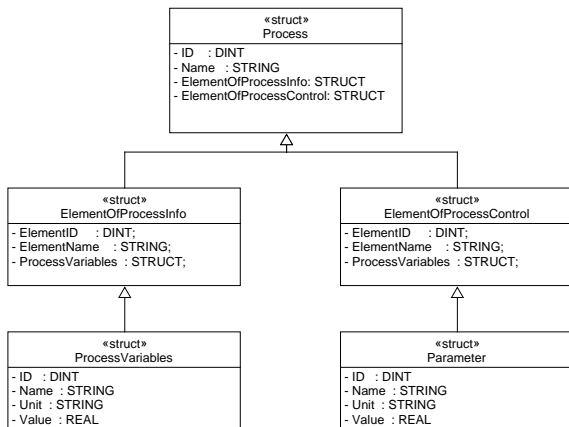 «struct»
Process
- ID : DINT
- Name : STRING
- ElementOfProcessInfo: STRUCT
- ElementOfProcessControl: STRUCT
«struct»
ElementOfProcessInfo
- ElementID : DINT;
- ElementName : STRING;
- ProcessVariables : STRUCT;
«struct»
ElementOfProcessControl
- ElementID : DINT;
- ElementName : STRING;
- ProcessVariables : STRUCT;
«struct»
ProcessVariables
- ID : DINT
- Name : STRING
- Unit : STRING
- Value : REAL
«struct»
Parameter
- ID : DINT
- Name : STRING
- Unit : STRING
- Value : REAL